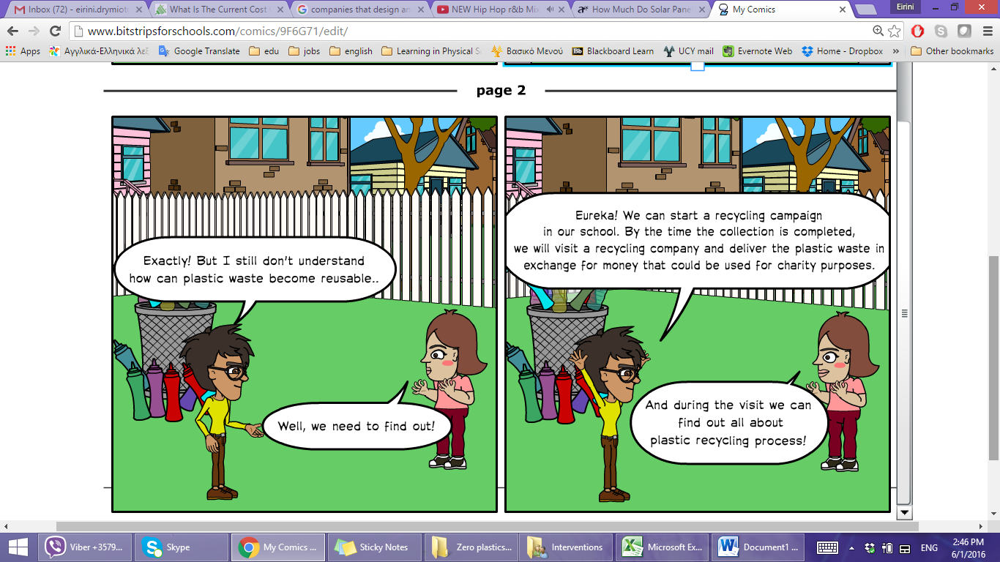 Inbox (72) - eirini.drymiot
What Is The Current Cost
companies that design an
NEW Hip Hop r&b Mix
How Much Do Solar Pane
My Comics
Eirini
www.bitstripsforschools.com/comics/9F6G71/edit/
Apps
Αγγλικά-Ελληνικά λεξ
Google Translate
edu
jobs
english
Learning in Physical S
Βασικό Μενού
Bb Blackboard Learn
UCY mail
Evernote Web
Home - Dropbox
»
Other bookmarks
page 2
Exactly! But I still don't understand
how can plastic waste become reusable..
Well, we need to find out!
Eureka! We can start a recycling campaign
in our school. By the time the collection is completed,
we will visit a recycling company and deliver the plastic waste in
exchange for money that could be used for charity purposes.
And during the visit we can
find out all about
plastic recycling process!
Viber +3579...
Skype
My Comics ...
Sticky Notes
Zero plastics...
Interventions
Microsoft Ex...
Document1 ...
ENG
2:46 PM
6/1/2016